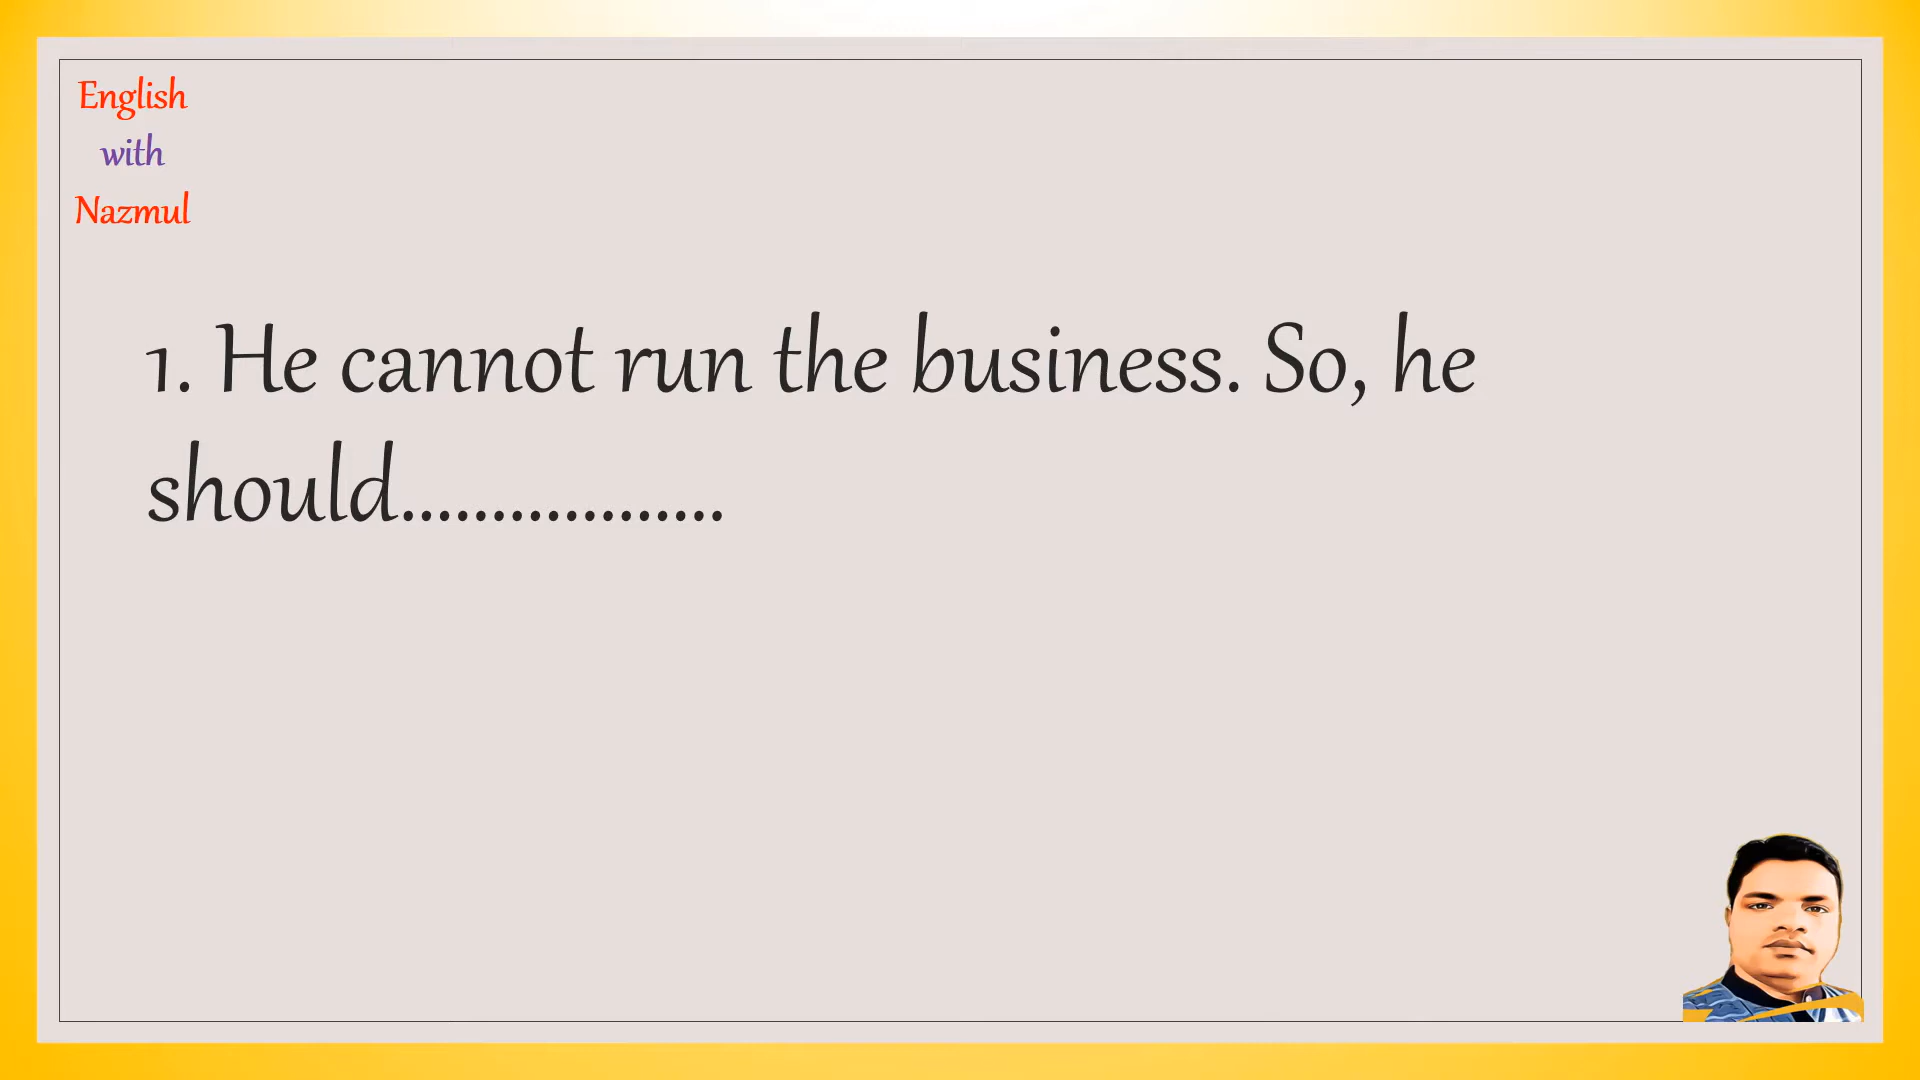 English
with
Nazmul
1. He cannot run the business. So, he
should..................